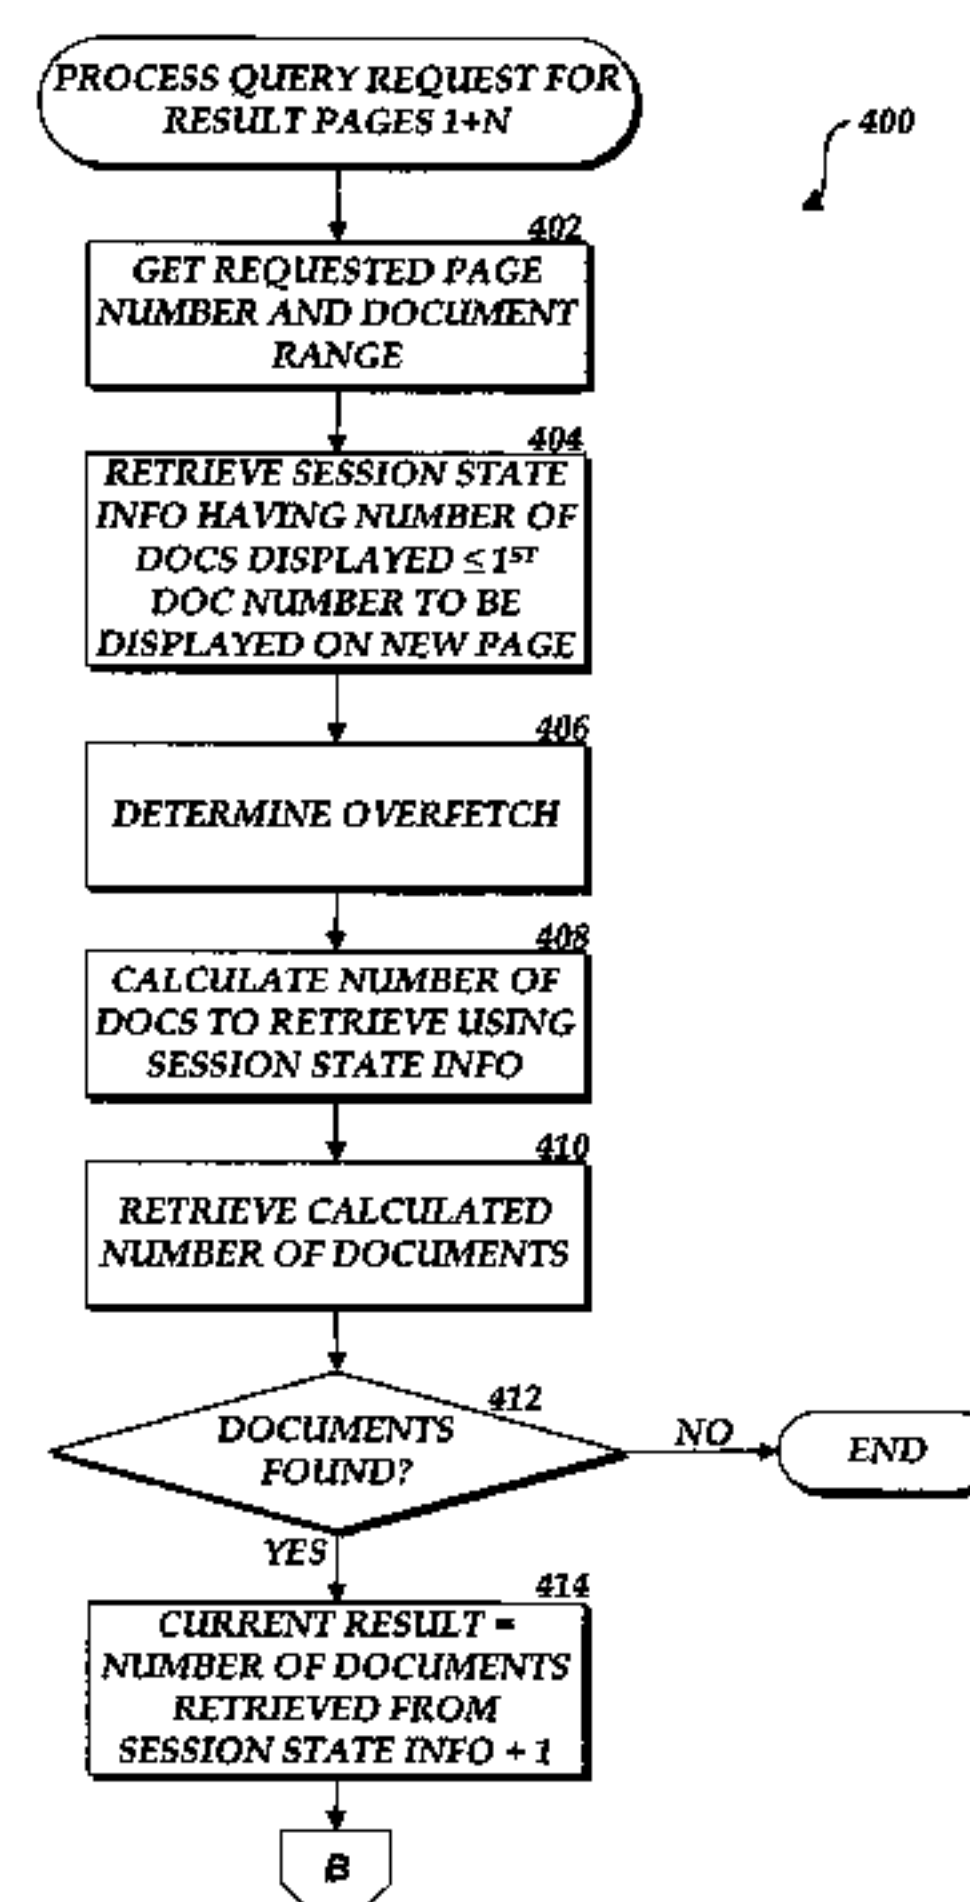 PROCESS QUERY REQUEST FOR
RESULT PAGES 1+N
400
402
GET REQUESTED PAGE
NUMBER AND DOCUMENT
RANGE
404
RETRIEVE SESSION STATE
INFO HAVING NUMBER OF
DOCS DISPLAYED ≤ 1ST
DOC NUMBER TO BE
DISPLAYED ON NEW PAGE
406
DETERMINE OVERFETCH
408
CALCULATE NUMBER OF
DOCS TO RETRIEVE USING
SESSION STATE INFO
410
RETRIEVE CALCULATED
NUMBER OF DOCUMENTS
412
DOCUMENTS
FOUND?
NO
END
YES
414
CURRENT RESULT =
NUMBER OF DOCUMENTS
RETRIEVED FROM
SESSION STATE INFO + 1
B